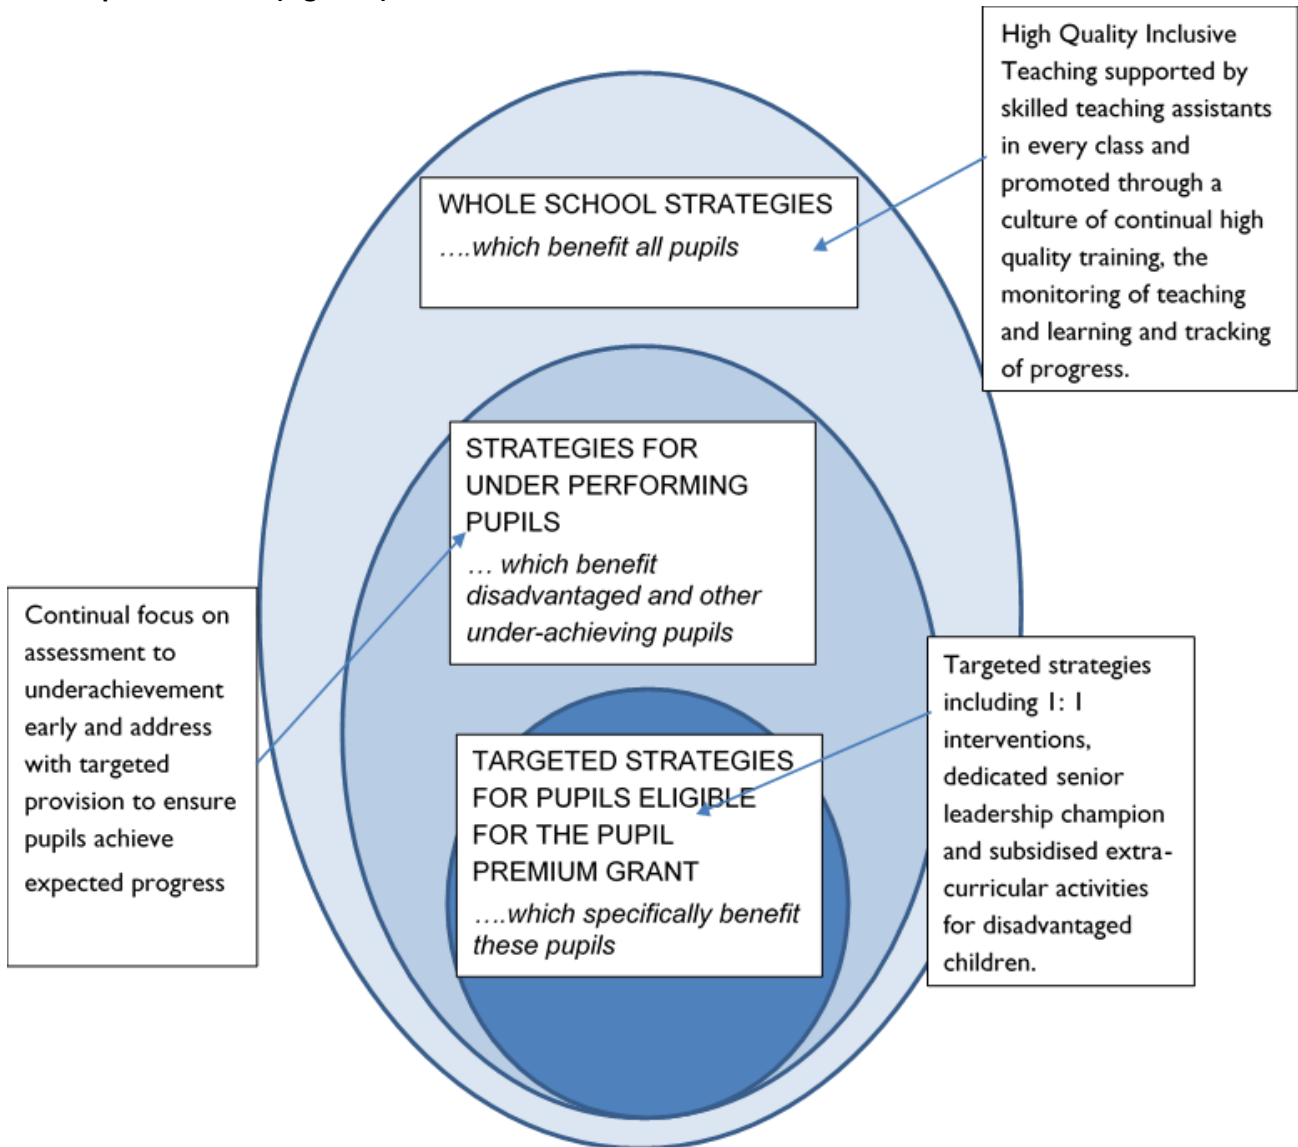 High Quality Inclusive
Teaching supported by
skilled teaching assistants
in every class and
promoted through a
culture of continual high
quality training, the
monitoring of teaching
and learning and tracking
of progress.
WHOLE SCHOOL STRATEGIES
….which benefit all pupils
STRATEGIES FOR
UNDER PERFORMING
PUPILS
… which benefit
disadvantaged and other
under-achieving pupils
Continual focus on
assessment to
underachievement
early and address
with targeted
provision to ensure
pupils achieve
expected progress
Targeted strategies
including 1: 1
interventions,
dedicated senior
leadership champion
and subsidised extra-
curricular activities
for disadvantaged
children.
TARGETED STRATEGIES
FOR PUPILS ELIGIBLE
FOR THE PUPIL
PREMIUM GRANT
….which specifically benefit
these pupils